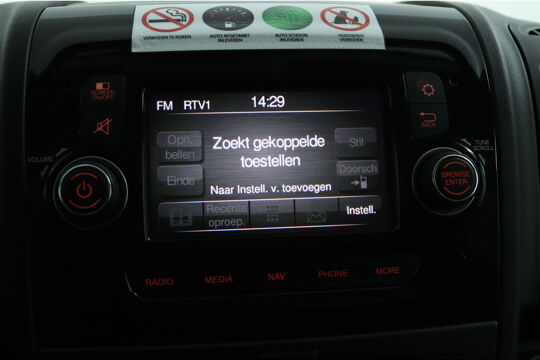 VERBODEN TE ROKEN
AUTO AFGETANKT
INLEVEREN
AUTO SCHOON
INLEVEREN
HUISDIEREN
VERBODEN
SCREEN
ON/OFF
FM RTV1 14:29
Opn.
bellen
Zoekt gekoppelde
toestellen
Stil
BACK
VOLUME
TUNE
SCROLL
Einde
Naar Instell. v. toevoegen
Doorsch
BROWSE
ENTER
Recente
oproep.
Instell.
RADIO MEDIA NAV PHONE MORE